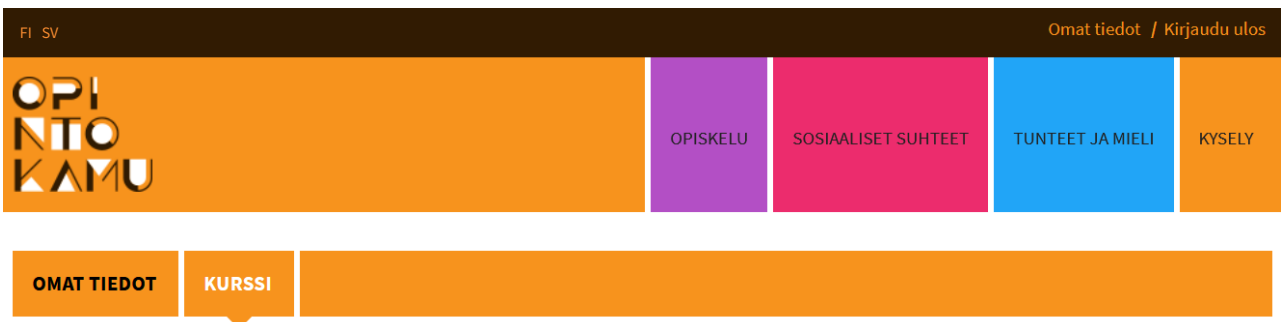 FI SV
Omat tiedot / Kirjaudu ulos
OPI
NTO
KAMU
OPISKELU
SOSIAALISET SUHTEET
TUNTEET JA MIELI
KYSELY
OMAT TIEDOT
KURSSI